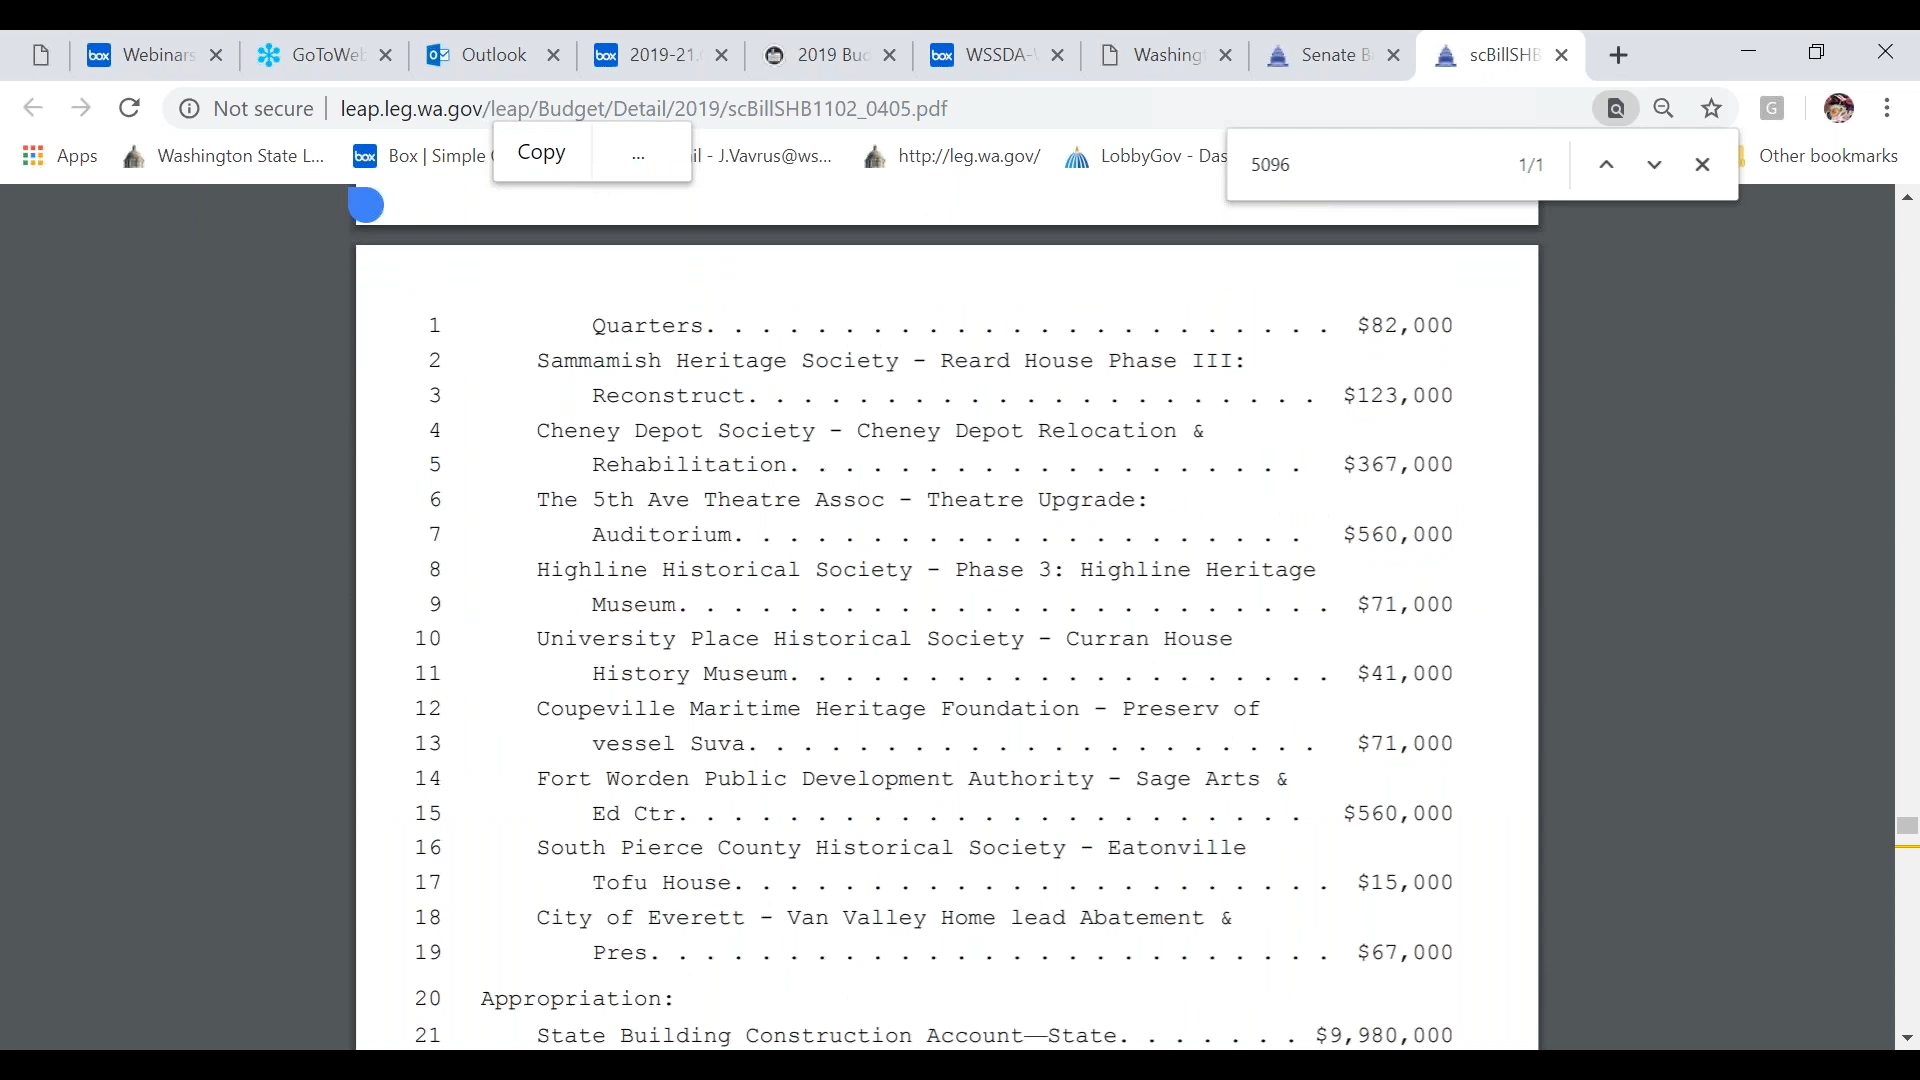 Webinars
GoToWeb
Outlook
2019-21.
2019 Bud
WSSDA-
Washing
Senate B
scBillSHB
Not secure | leap.leg.wa.gov/leap/Budget/Detail/2019/scBillSHB1102_0405.pdf
G
Apps
Washington State L...
box Box | Simple
Copy ...
il - J.Vavrus@ws...
http://leg.wa.gov/
LobbyGov - Das
5096 1/1
Other bookmarks
1 Quarters. . . . . . . . . . . . . . . . . . . . . . . $82,000
2 Sammamish Heritage Society - Reard House Phase III:
3 Reconstruct. . . . . . . . . . . . . . . . . . . . . $123,000
4 Cheney Depot Society - Cheney Depot Relocation &
5 Rehabilitation. . . . . . . . . . . . . . . . . . . $367,000
6 The 5th Ave Theatre Assoc - Theatre Upgrade:
7 Auditorium. . . . . . . . . . . . . . . . . . . . . $560,000
8 Highline Historical Society - Phase 3: Highline Heritage
9 Museum. . . . . . . . . . . . . . . . . . . . . . . . $71,000
10 University Place Historical Society - Curran House
11 History Museum. . . . . . . . . . . . . . . . . . . . $41,000
12 Coupeville Maritime Heritage Foundation - Preserv of
13 vessel Suva. . . . . . . . . . . . . . . . . . . . . $71,000
14 Fort Worden Public Development Authority - Sage Arts &
15 Ed Ctr. . . . . . . . . . . . . . . . . . . . . . . $560,000
16 South Pierce County Historical Society - Eatonville
17 Tofu House. . . . . . . . . . . . . . . . . . . . . . $15,000
18 City of Everett - Van Valley Home lead Abatement &
19 Pres. . . . . . . . . . . . . . . . . . . . . . . . . $67,000
20 Appropriation:
21 State Building Construction Account—State. . . . . . . $9,980,000